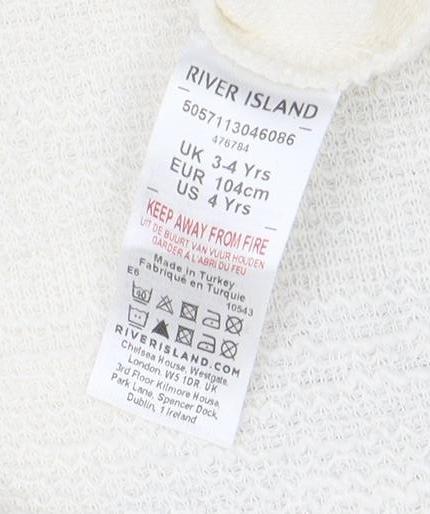 RIVER ISLAND
5057113046086
476784
UK 3-4 Yrs
EUR 104cm
US 4 Yrs
KEEP AWAY FROM FIRE
UIT DE BUURT VAN VUUR HOUDEN
GARDER À L'ABRI DU FEU
Made in Turkey
Fabriqué en Turquie
E6 10543
RIVERISLAND.COM
Chelsea House, Westgate,
London. W5 1DR. UK
3rd Floor Kilmore House,
Park Lane, Spencer Dock,
Dublin, 1 Ireland